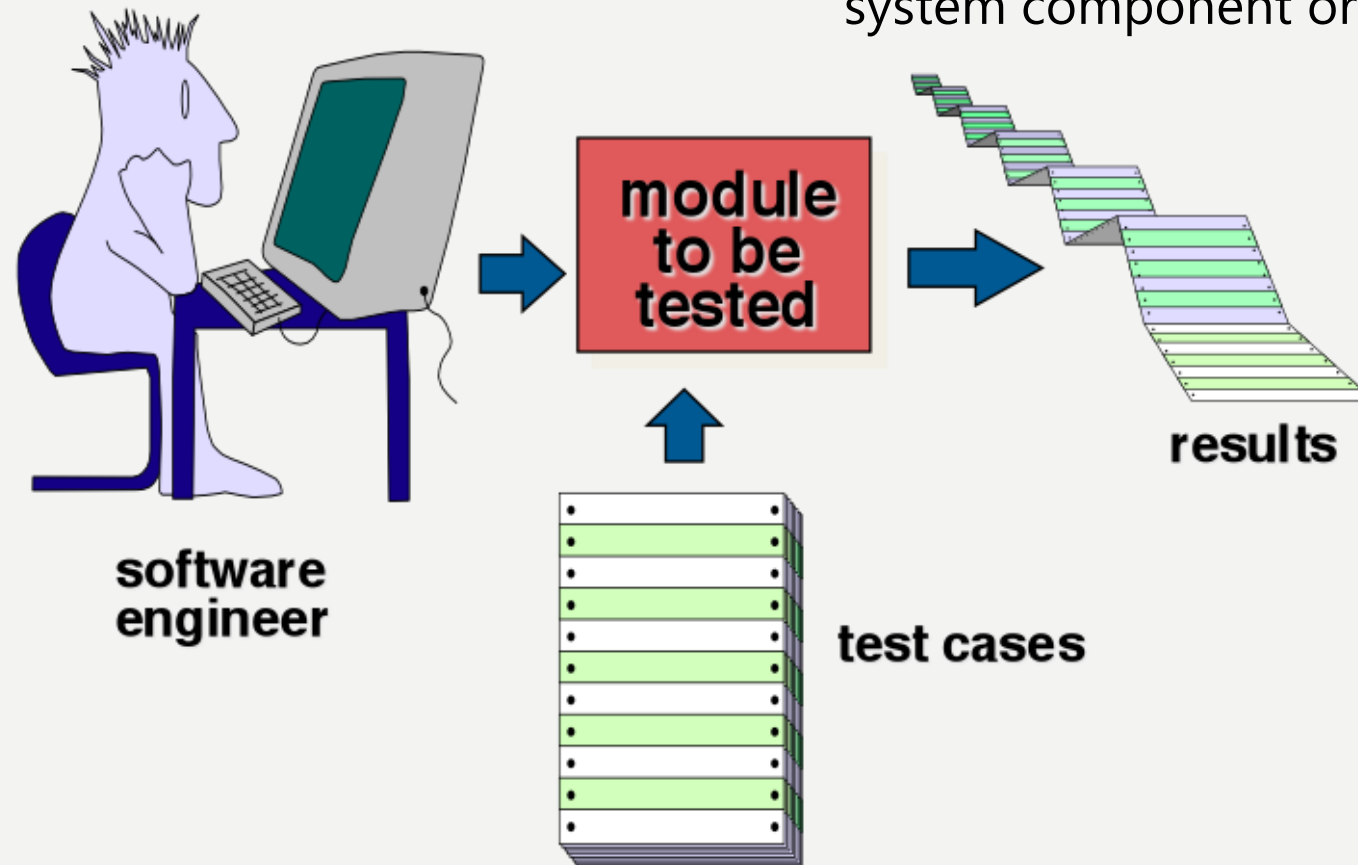 system component or
module
to be
tested
results
software
engineer
test cases